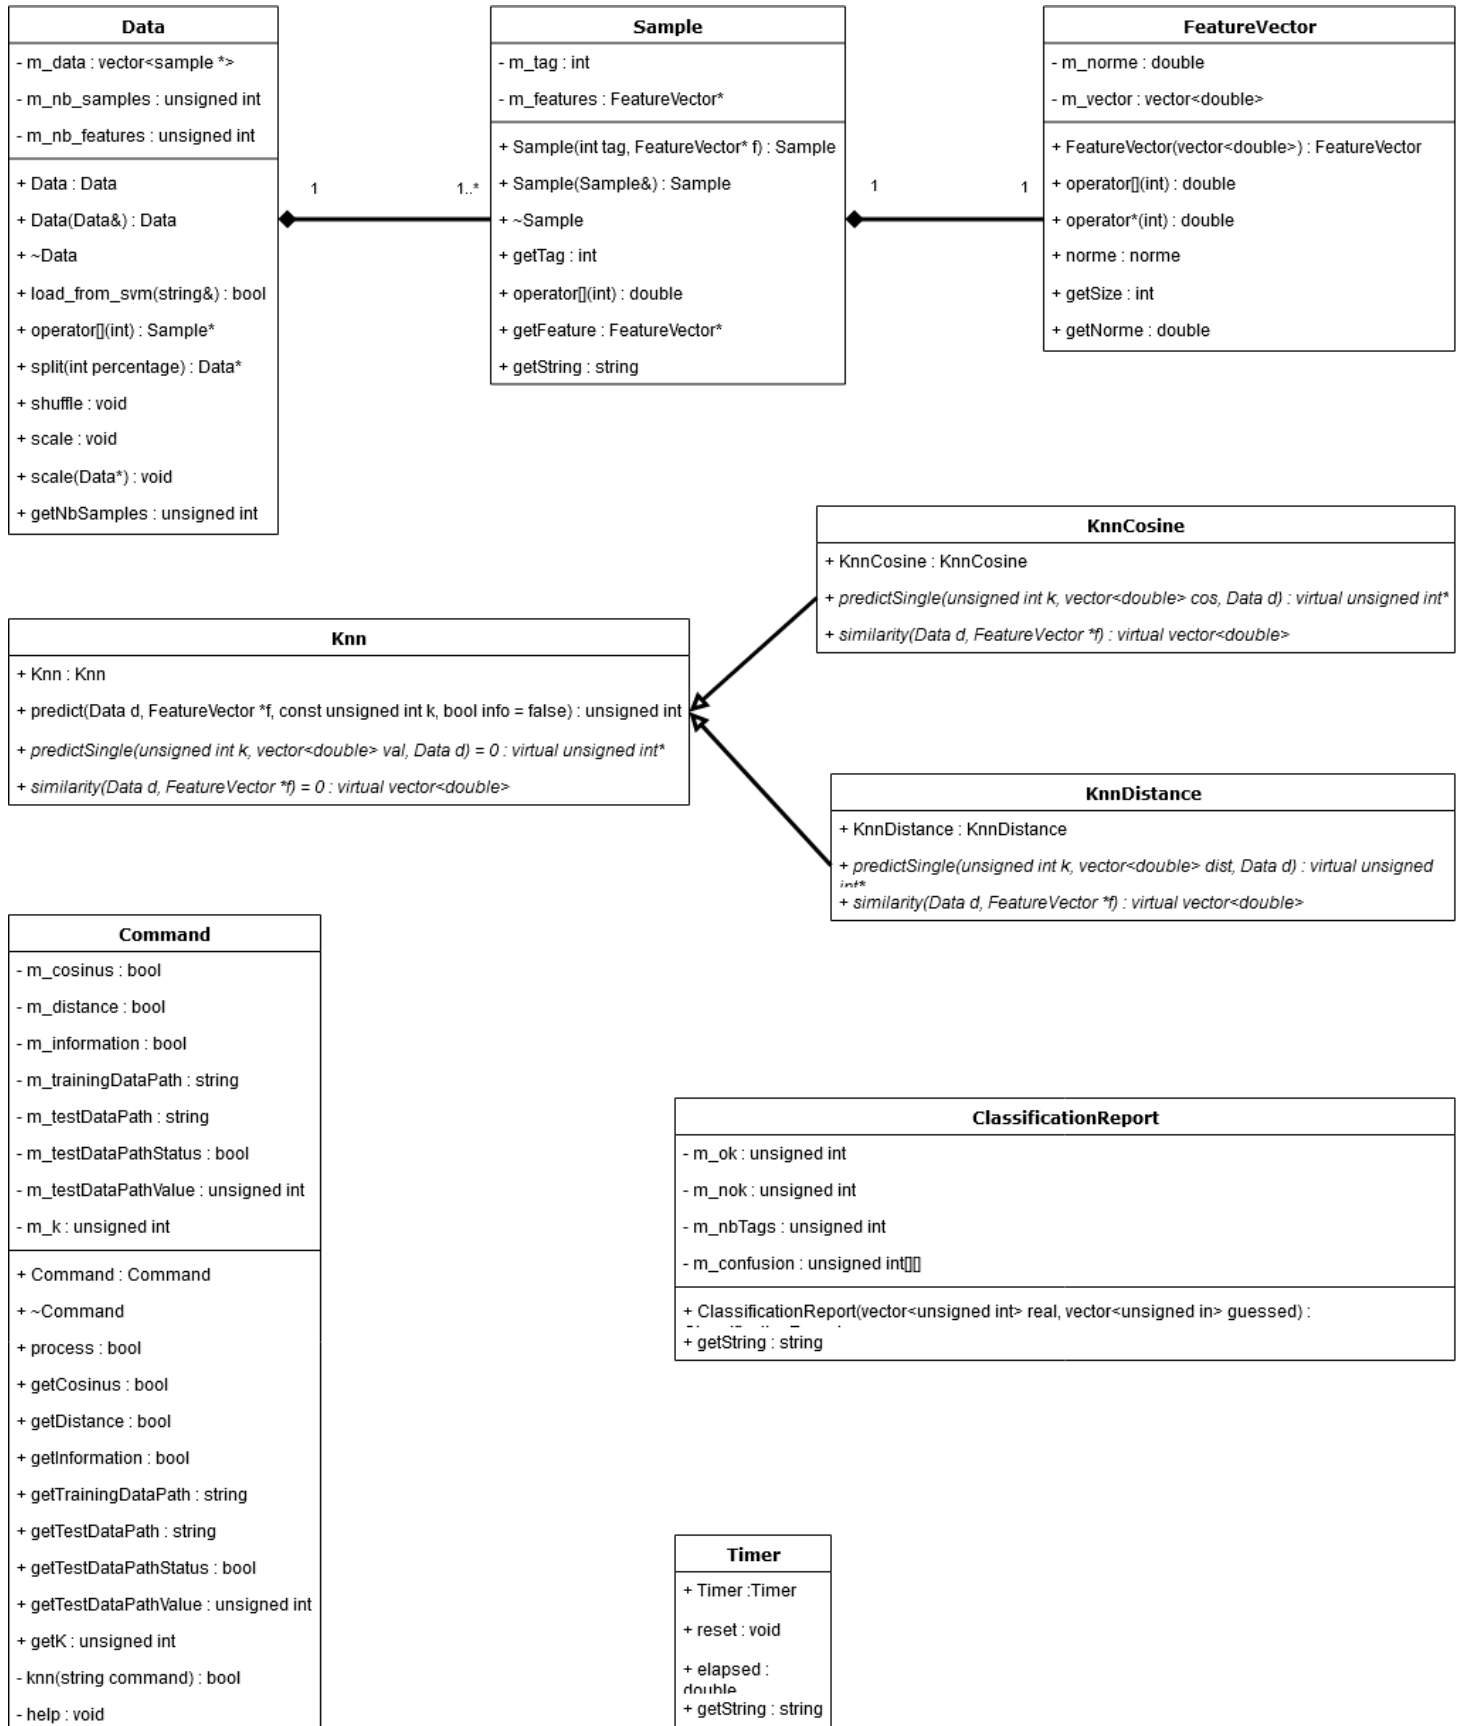 Data
- m_data : vector<sample *>
- m_nb_samples : unsigned int
- m_nb_features : unsigned int
+ Data : Data
+ Data(Data&) : Data
+ ~Data
+ load_from_svm(string&) : bool
+ operator[](int) : Sample*
+ split(int percentage) : Data*
+ shuffle : void
+ scale : void
+ scale(Data*) : void
+ getNbSamples : unsigned int
1
1..*
Sample
- m_tag : int
- m_features : FeatureVector*
+ Sample(int tag, FeatureVector* f) : Sample
+ Sample(Sample&) : Sample
+ ~Sample
+ getTag : int
+ operator[](int) : double
+ getFeature : FeatureVector*
+ getString : string
1
1
FeatureVector
- m_norme : double
- m_vector : vector<double>
+ FeatureVector(vector<double>) : FeatureVector
+ operator[](int) : double
+ operator*(int) : double
+ norme : norme
+ getSize : int
+ getNorme : double
KnnCosine
+ KnnCosine : KnnCosine
+ predictSingle(unsigned int k, vector<double> cos, Data d) : virtual unsigned int*
+ similarity(Data d, FeatureVector *f) : virtual vector<double>
Knn
+ Knn : Knn
+ predict(Data d, FeatureVector *f, const unsigned int k, bool info = false) : unsigned int
+ predictSingle(unsigned int k, vector<double> val, Data d) = 0 : virtual unsigned int*
+ similarity(Data d, FeatureVector *f) = 0 : virtual vector<double>
KnnDistance
+ KnnDistance : KnnDistance
+ predictSingle(unsigned int k, vector<double> dist, Data d) : virtual unsigned
int*
+ similarity(Data d, FeatureVector *f) : virtual vector<double>
Command
- m_cosinus : bool
- m_distance : bool
- m_information : bool
- m_trainingDataPath : string
- m_testDataPath : string
- m_testDataPathStatus : bool
- m_testDataPathValue : unsigned int
- m_k : unsigned int
+ Command : Command
+ ~Command
+ process : bool
+ getCosinus : bool
+ getDistance : bool
+ getInformation : bool
+ getTrainingDataPath : string
+ getTestDataPath : string
+ getTestDataPathStatus : bool
+ getTestDataPathValue : unsigned int
+ getK : unsigned int
- knn(string command) : bool
- help : void
ClassificationReport
- m_ok : unsigned int
- m_nok : unsigned int
- m_nbTags : unsigned int
- m_confusion : unsigned int[][]
+ ClassificationReport(vector<unsigned int> real, vector<unsigned in> guessed) :
+ getString : string
Timer
+ Timer :Timer
+ reset : void
+ elapsed :
double
+ getString : string